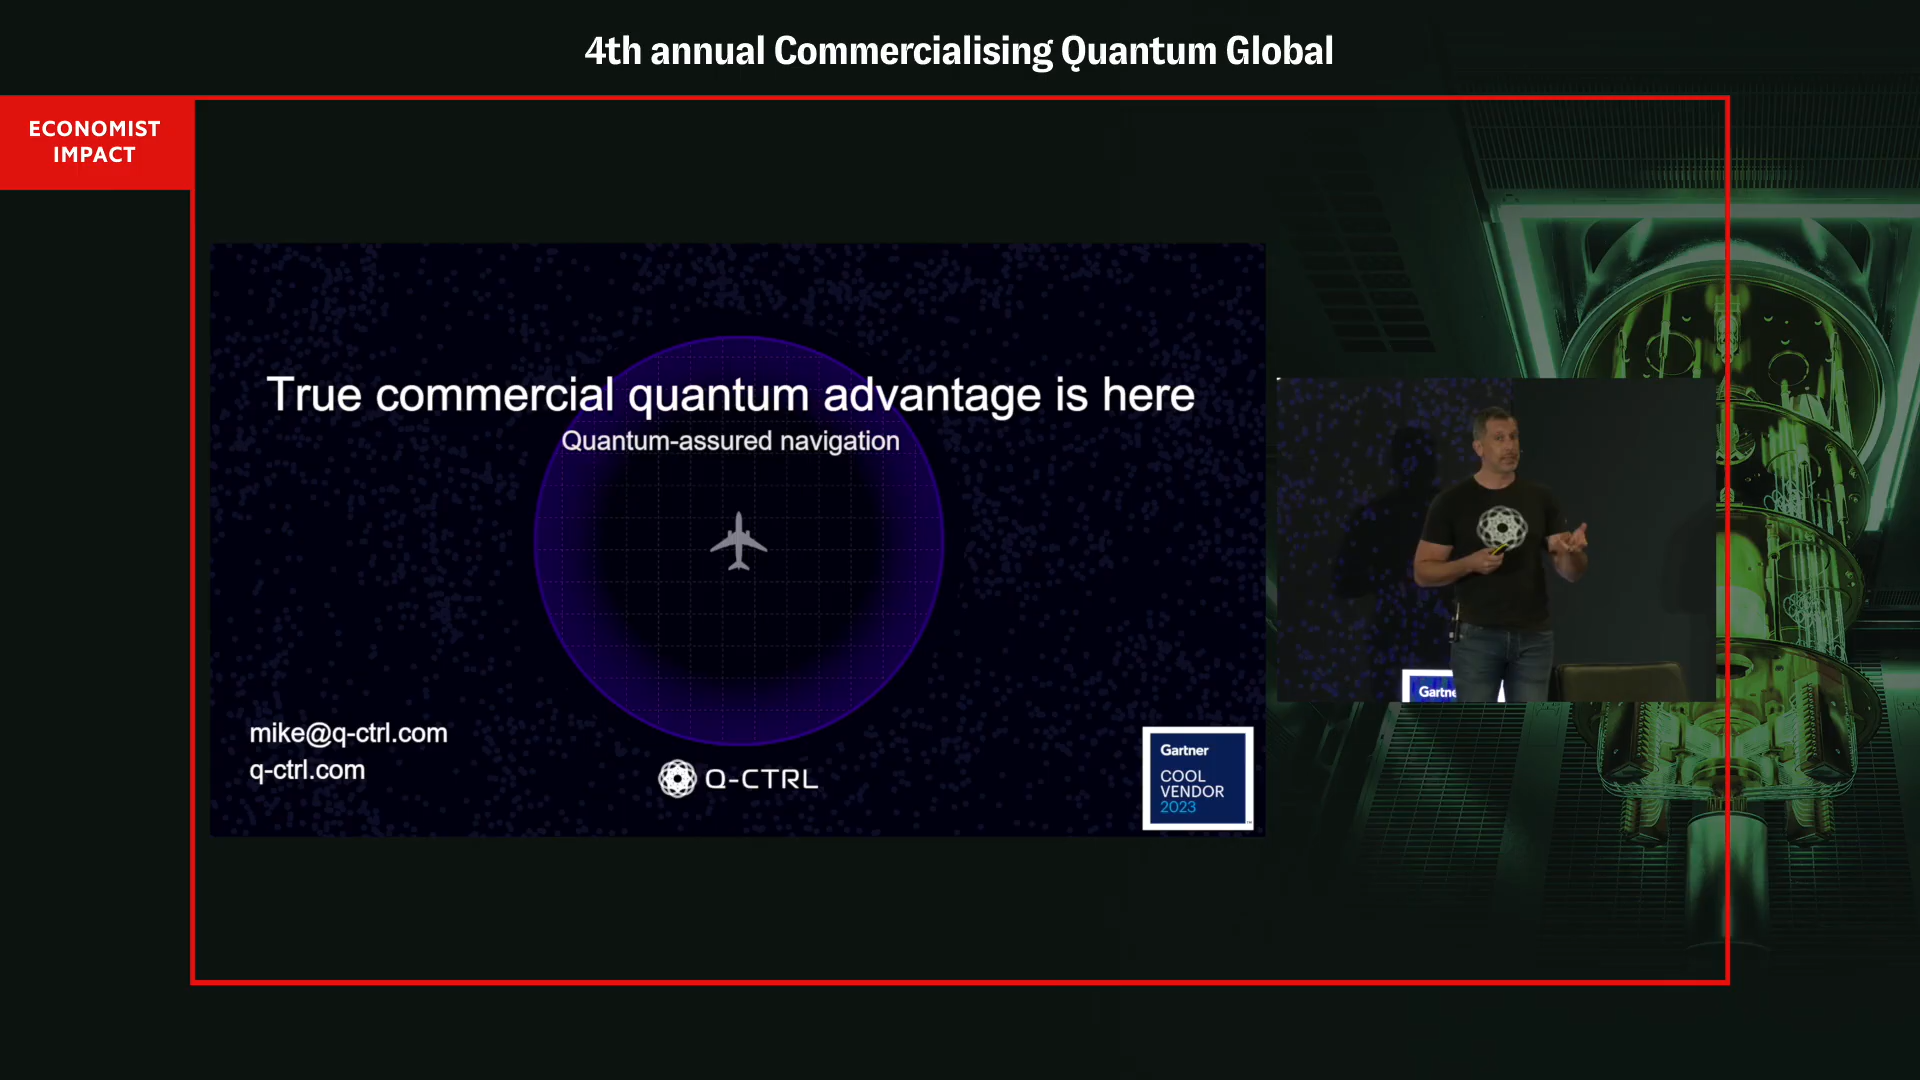 4th annual Commercialising Quantum Global
ECONOMIST
IMPACT
True commercial quantum advantage is here
Quantum-assured navigation
mike@q-ctrl.com
q-ctrl.com
Q-CTRL
Gartner
COOL
VENDOR
2023
Gartne